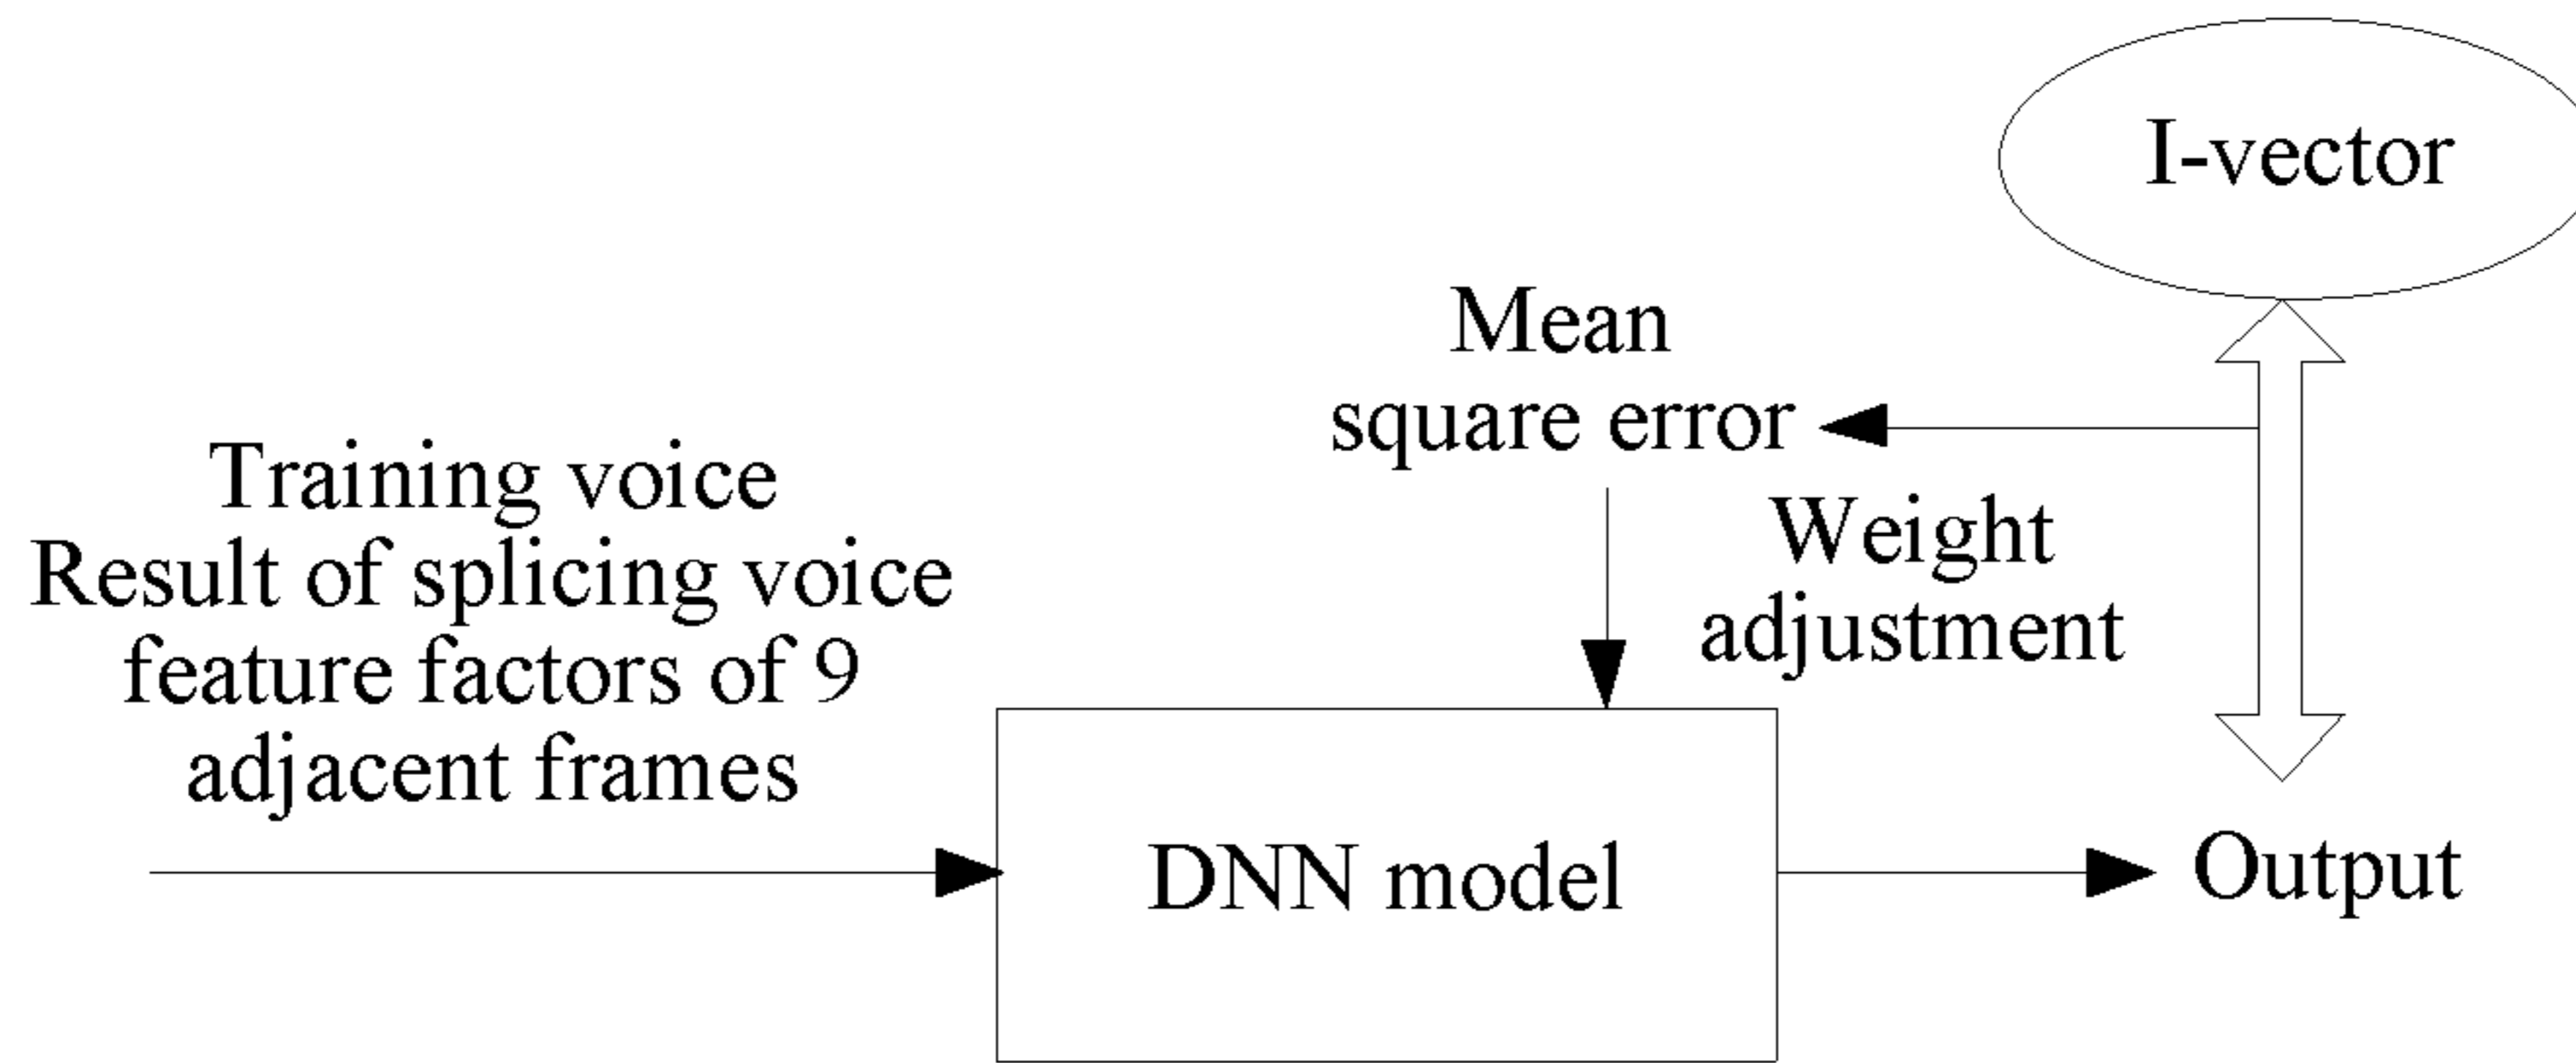 I-vector
Mean
square error
Weight
adjustment
Training voice
Result of splicing voice
feature factors of 9
adjacent frames
DNN model
Output